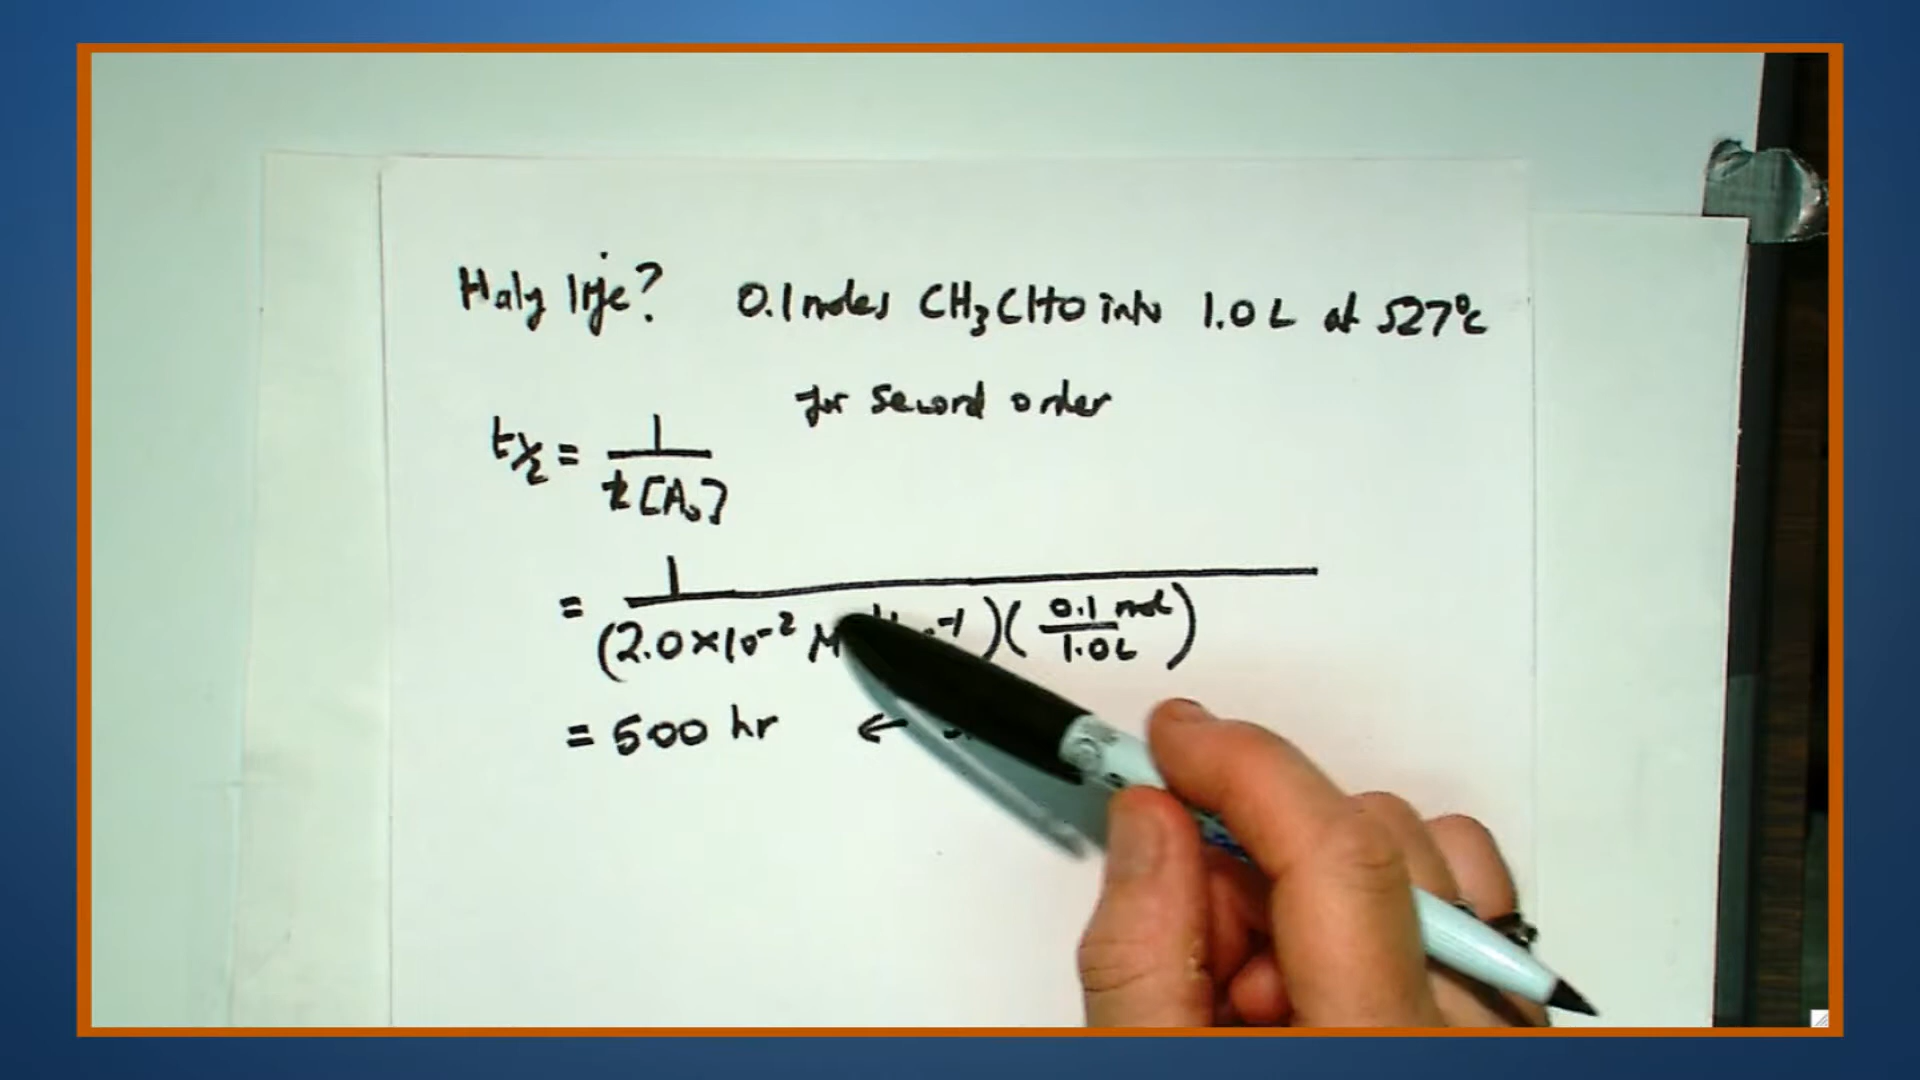 Half life? 0.1 moles CH3CHO into 1.0 L at 527°C
for second order
t½ = 1 / k[A₀]
= 1 / (2.0×10⁻² M )(0.1 mol / 1.0L)
= 500 hr ←